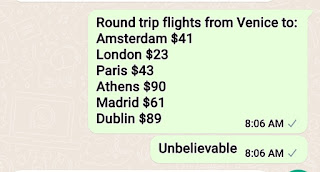 Round trip flights from Venice to:
Amsterdam $41
London $23
Paris $43
Athens $90
Madrid $61
Dublin $89
8:06 AM
Unbelievable 8:06 AM